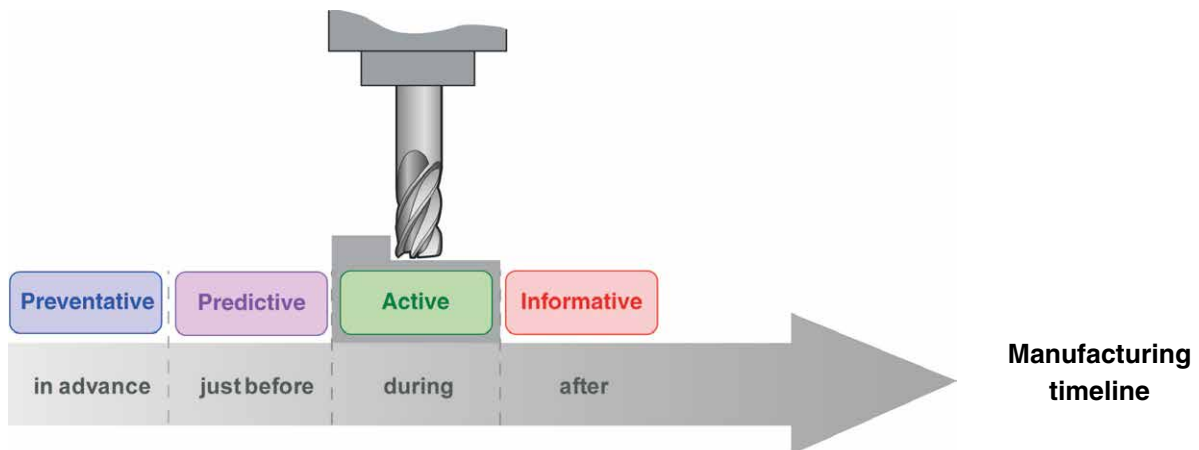 Preventative
Predictive
Active
Informative
in advance
just before
during
after
Manufacturing
timeline